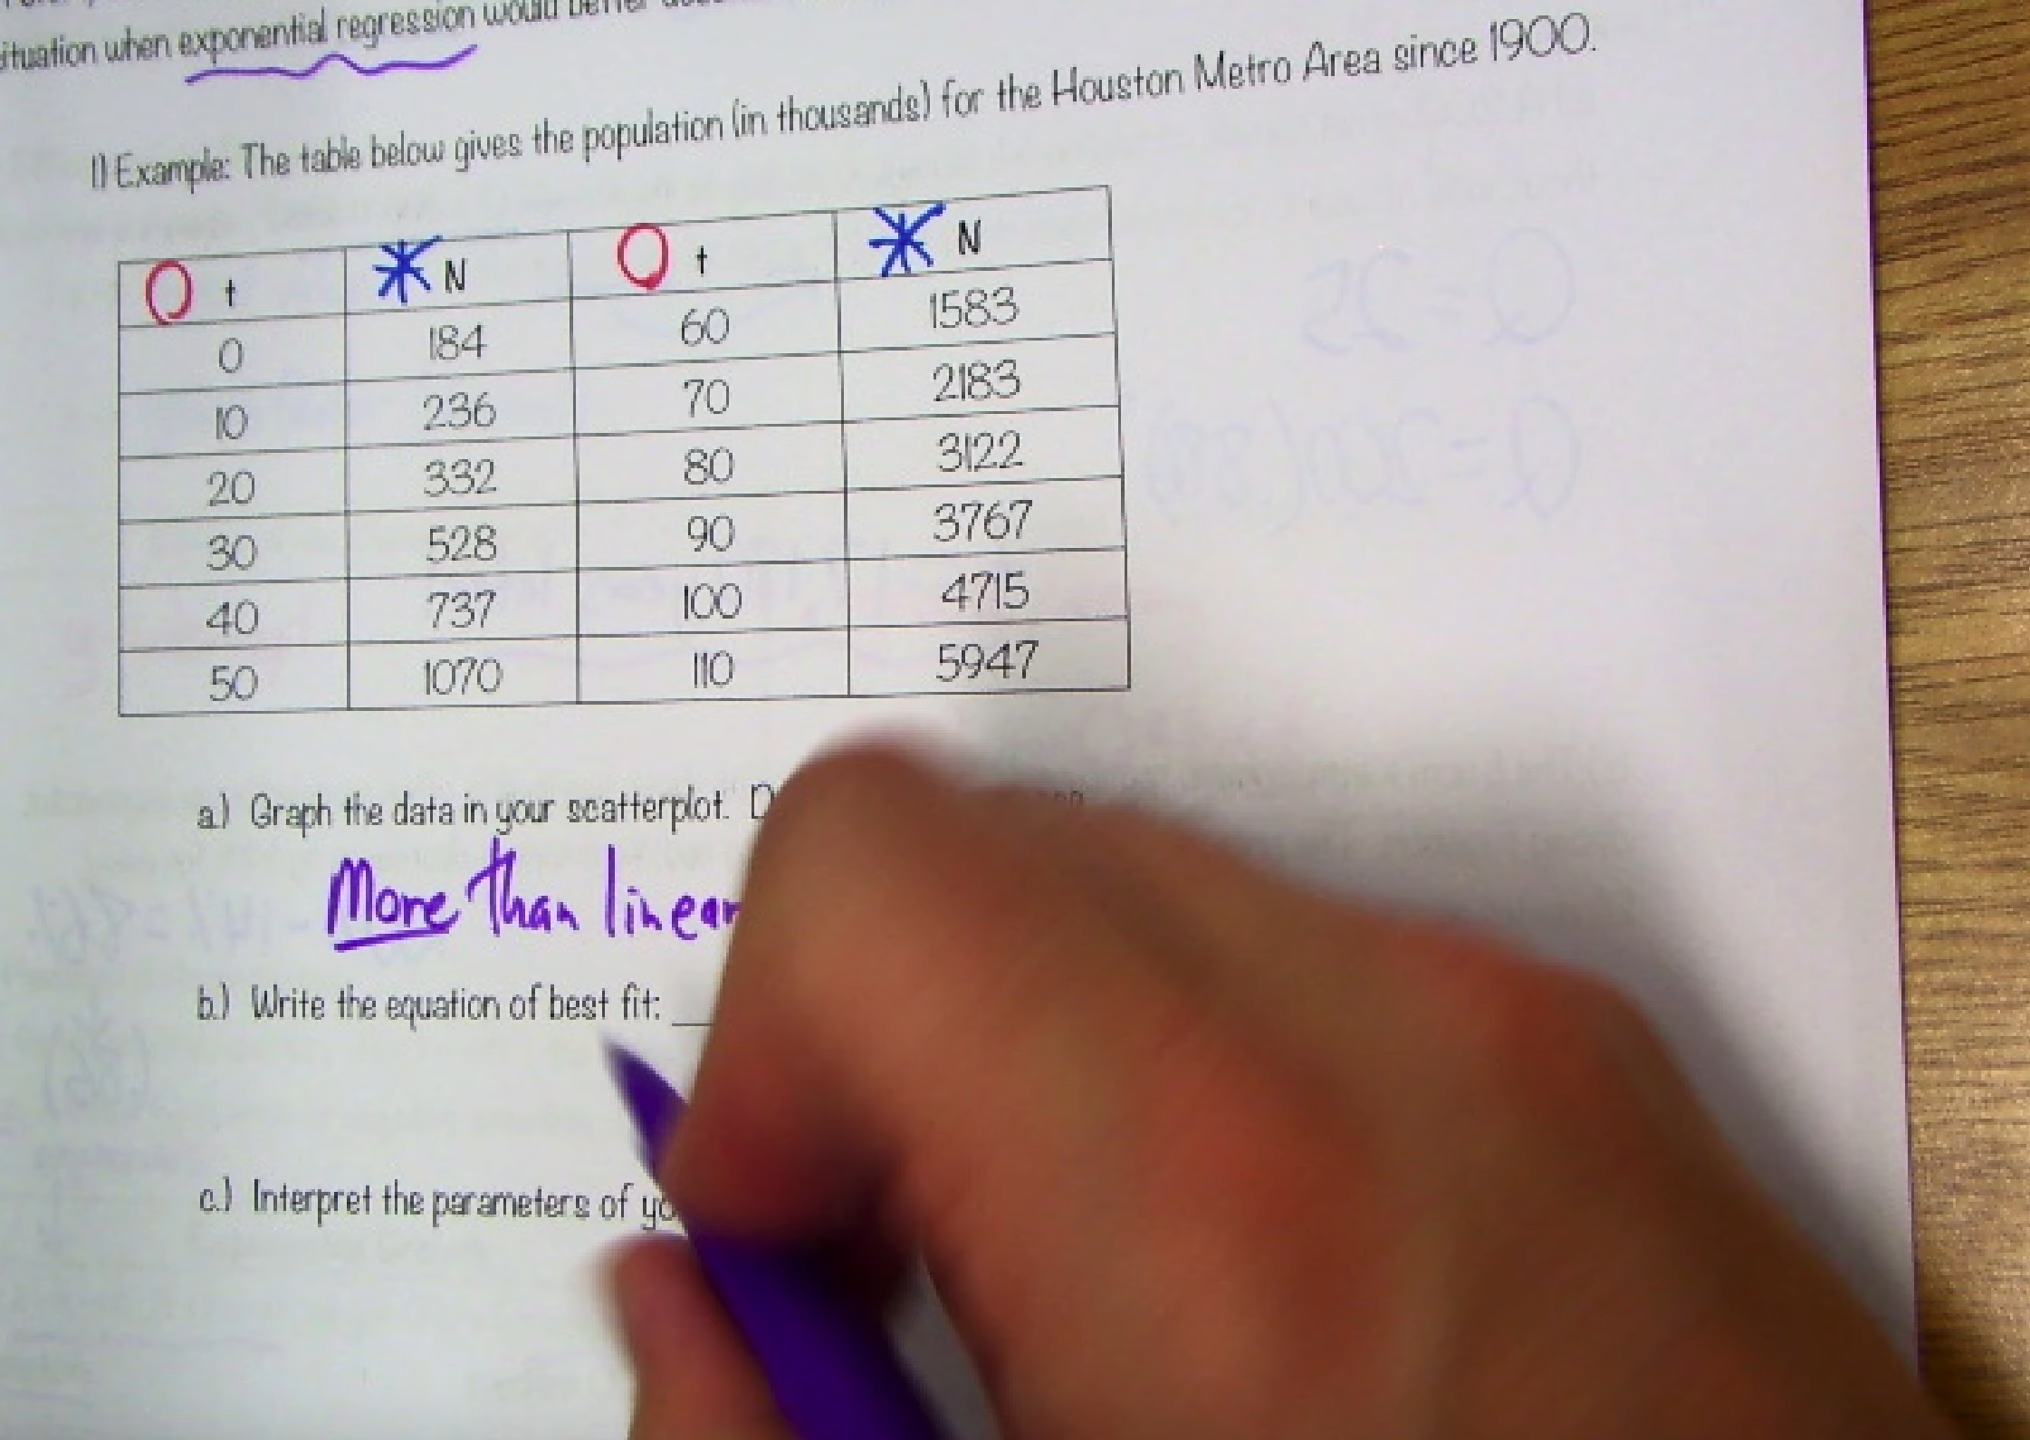 situation when exponential regression would better
1) Example: The table below gives the population (in thousands) for the Houston Metro Area since 1900.
t N t N
0 184 60 1583
10 236 70 2183
20 332 80 3122
30 528 90 3767
40 737 100 4715
50 1070 110 5947
a.) Graph the data in your scatterplot.
More than linear
b.) Write the equation of best fit:
c.) Interpret the parameters of